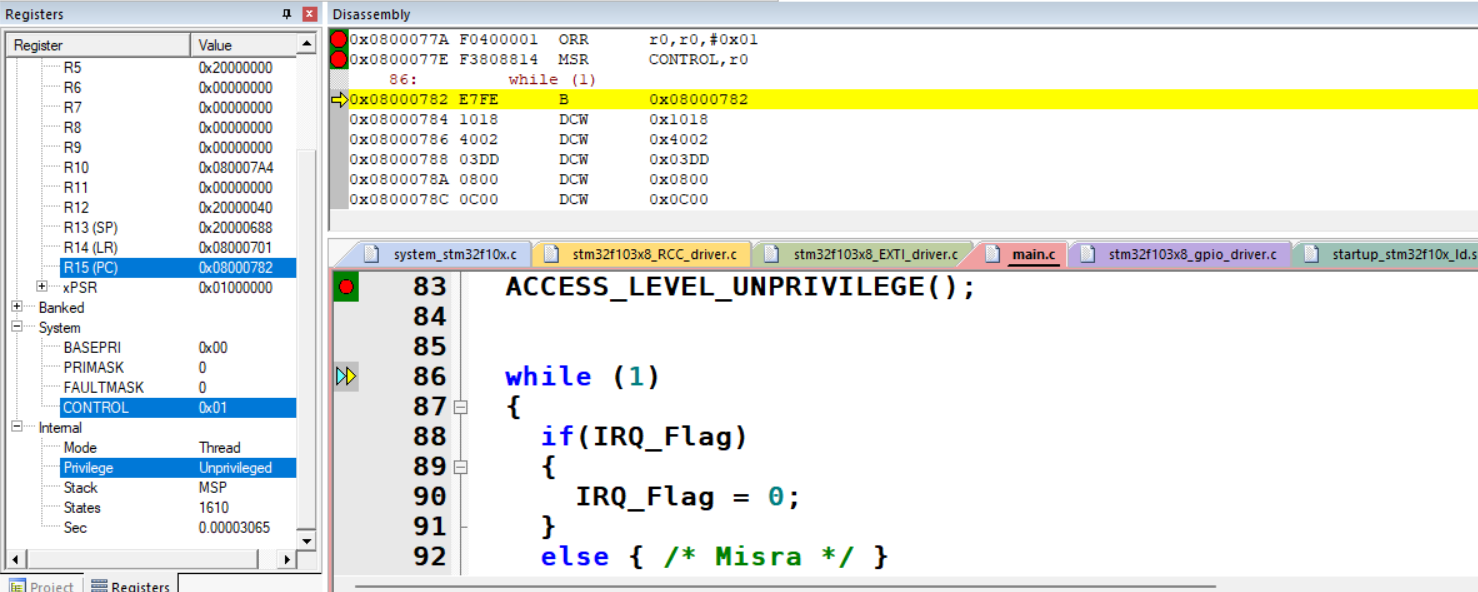 Registers
Register Value
R5 0x20000000
R6 0x00000000
R7 0x00000000
R8 0x00000000
R9 0x00000000
R10 0x080007A4
R11 0x00000000
R12 0x20000040
R13 (SP) 0x20000688
R14 (LR) 0x08000701
R15 (PC) 0x08000782
xPSR 0x01000000
Banked
System
BASEPRI 0x00
PRIMASK 0
FAULTMASK 0
CONTROL 0x01
Internal
Mode Thread
Privilege Unprivileged
Stack MSP
States 1610
Sec 0.00003065
Project Registers
Disassembly
0x0800077A F0400001 ORR r0,r0,#0x01
0x0800077E F3808814 MSR CONTROL,r0
86: while (1)
0x08000782 E7FE B 0x08000782
0x08000784 1018 DCW 0x1018
0x08000786 4002 DCW 0x4002
0x08000788 03DD DCW 0x03DD
0x0800078A 0800 DCW 0x0800
0x0800078C 0C00 DCW 0x0C00
system_stm32f10x.c stm32f103x8_RCC_driver.c stm32f103x8_EXTI_driver.c main.c stm32f103x8_gpio_driver.c startup_stm32f10x_ld.s
83 ACCESS_LEVEL_UNPRIVILEGE();
84
85
86 while (1)
87 {
88 if(IRQ_Flag)
89 {
90 IRQ_Flag = 0;
91 }
92 else { /* Misra */ }